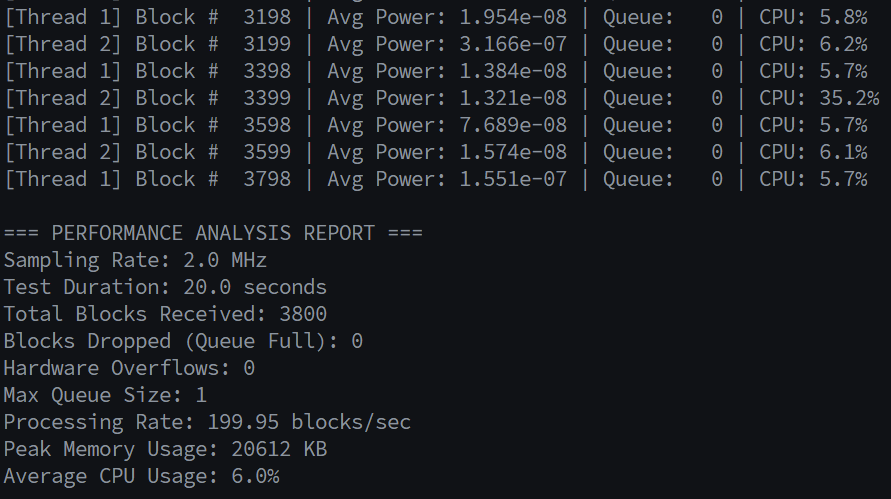 [Thread 1] Block #  3198 | Avg Power: 1.954e-08 | Queue:   0 | CPU: 5.8%
[Thread 2] Block #  3199 | Avg Power: 3.166e-07 | Queue:   0 | CPU: 6.2%
[Thread 1] Block #  3398 | Avg Power: 1.384e-08 | Queue:   0 | CPU: 5.7%
[Thread 2] Block #  3399 | Avg Power: 1.321e-08 | Queue:   0 | CPU: 35.2%
[Thread 1] Block #  3598 | Avg Power: 7.689e-08 | Queue:   0 | CPU: 5.7%
[Thread 2] Block #  3599 | Avg Power: 1.574e-08 | Queue:   0 | CPU: 6.1%
[Thread 1] Block #  3798 | Avg Power: 1.551e-07 | Queue:   0 | CPU: 5.7%

=== PERFORMANCE ANALYSIS REPORT ===
Sampling Rate: 2.0 MHz
Test Duration: 20.0 seconds
Total Blocks Received: 3800
Blocks Dropped (Queue Full): 0
Hardware Overflows: 0
Max Queue Size: 1
Processing Rate: 199.95 blocks/sec
Peak Memory Usage: 20612 KB
Average CPU Usage: 6.0%